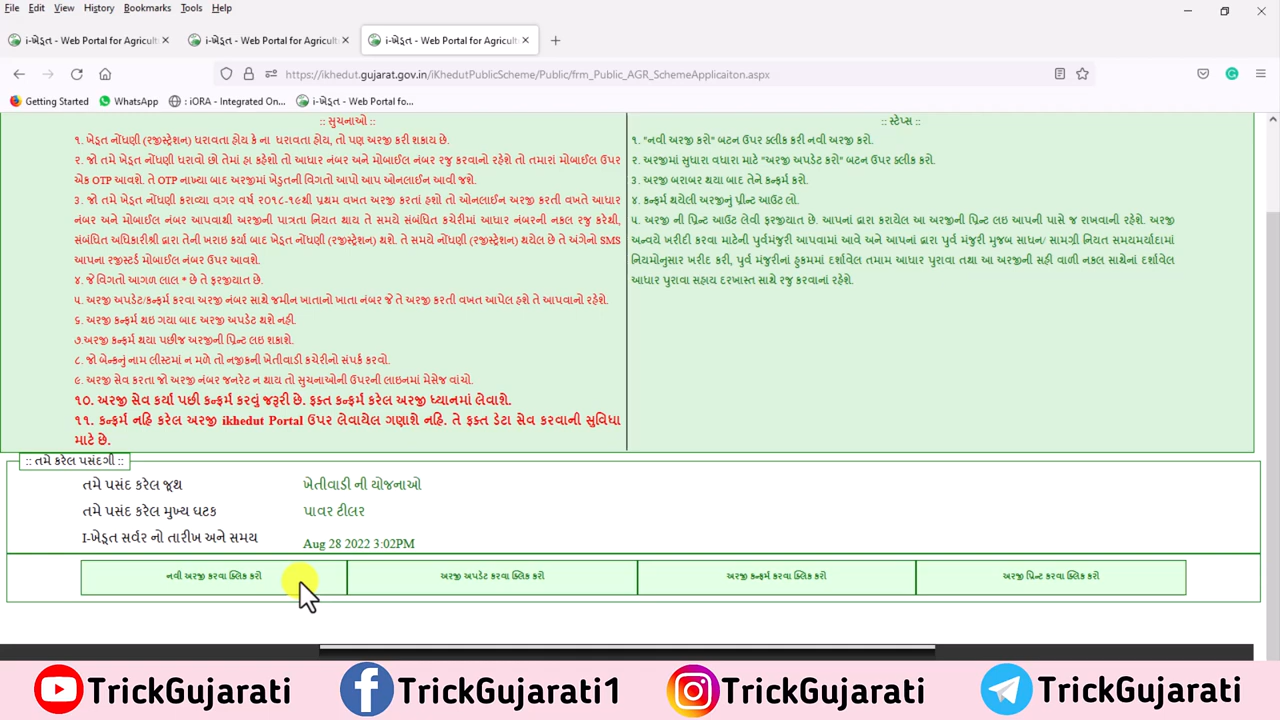 File Edit View History Bookmarks Tools Help
i-ખેડૂત - Web Portal for Agricult
i-ખેડૂત - Web Portal for Agricult
i-ખેડૂત - Web Portal for Agricult
https://ikhedut.gujarat.gov.in/iKhedutPublicScheme/Public/frm_Public_AGR_SchemeApplicaiton.aspx
Getting Started WhatsApp : iORA - Integrated On... i-ખેડૂત - Web Portal fo...
:: સુચનાઓ ::
૧. ખેડૂત નોંધણી (રજીસ્ટ્રેશન) ધરાવતા હોય કે ના ધરાવતા હોય, તો પણ અરજી કરી શકાય છે.
૨. જો તમે ખેડૂત નોંધણી ધરાવો છો તેમાં હા કહેશો તો આધાર નંબર અને મોબાઈલ નંબર રજુ કરવાનો રહેશે તો તમારાં મોબાઈલ ઉપર
એક OTP આવશે. તે OTP નાખ્યા બાદ અરજીમાં ખેડુતની વિગતો આપો આપ ઓનલાઈન આવી જશે.
3. જો તમે ખેડૂત નોંધણી કરાવ્યા વગર વર્ષ ૨૦૧૮-૧૯થી પ્રથમ વખત અરજી કરતાં હશો તો ઓનલાઈન અરજી કરતી વખતે આધાર
નંબર અને મોબાઈલ નંબર આપવાથી અરજીની પાત્રતા નિયત થાય તે સમયે સંબંધિત કચેરીમાં આધાર નંબરની નકલ રજુ કરેથી,
સંબંધિત અધિકારીશ્રી દ્રારા તેની ખરાઇ કર્યા બાદ ખેડૂત નોંધણી (રજીસ્ટ્રેશન) થશે. તે સમયે નોંધણી (રજીસ્ટ્રેશન) થયેલ છે તે અંગેનો SMS
આપના રજીસ્ટર્ડ મોબાઈલ નંબર ઉપર આવશે.
૪. જે વિગતો આગળ લાલ * છે તે ફરજીયાત છે.
૫. અરજી અપડેટ/કન્ફર્મ કરવા અરજી નંબર સાથે જમીન ખાતાનો ખાતા નંબર જે તે અરજી કરતી વખત આપેલ હશે તે આપવાનો રહેશે.
૬. અરજી કન્ફર્મ થઇ ગયા બાદ અરજી અપડેટ થશે નહી.
૭.અરજી કન્ફર્મ થયા પછીજ અરજીની પ્રિન્ટ લઇ શકાશે.
૮. જો બેન્કનું નામ લીસ્ટમાં ન મળે તો નજીકની ખેતીવાડી કચેરીનો સંપર્ક કરવો.
૯. અરજી સેવ કરતા જો અરજી નંબર જનરેટ ન થાય તો સુચનાઓની ઉપરની લાઇનમાં મેસેજ વાંચો.
૧૦. અરજી સેવ કર્યા પછી કન્ફર્મ કરવું જરૂરી છે. ફક્ત કન્ફર્મ કરેલ અરજી ધ્યાનમાં લેવાશે.
૧૧. કન્ફર્મ નહિ કરેલ અરજી ikhedut Portal ઉપર લેવાયેલ ગણાશે નહિ. તે ફક્ત ડેટા સેવ કરવાની સુવિધા
માટે છે.
:: સ્ટેપ્સ ::
૧. "નવી અરજી કરો" બટન ઉપર ક્લીક કરી નવી અરજી કરો.
૨. અરજીમાં સુધારા વધારા માટે "અરજી અપડેટ કરો" બટન ઉપર ક્લીક કરો.
3. અરજી બરાબર થયા બાદ તેને કન્ફર્મ કરો.
૪. કન્ફર્મ થયેલી અરજીનું પ્રીન્ટ આઉટ લો.
૫. અરજી ની પ્રિન્ટ આઉટ લેવી ફરજીયાત છે. આપનાં દ્રારા કરાયેલ આ અરજીની પ્રિન્ટ લઇ આપની પાસે જ રાખવાની રહેશે. અરજી
અન્વયે ખરીદી કરવા માટેની પુર્વમંજુરી આપવામાં આવે અને આપનાં દ્વારા પુર્વ મંજુરી મુજબ સાધન/ સામગ્રી નિયત સમયમર્યાદામાં
નિયમોનુસાર ખરીદ કરી, પુર્વ મંજુરીનાં હુકમમાં દર્શાવેલ તમામ આધાર પુરાવા તથા આ અરજીની સહી વાળી નકલ સાથેનાં દર્શાવેલ
આધાર પુરાવા સહાય દરખાસ્ત સાથે રજુ કરવાનાં રહેશે.
:: તમે કરેલ પસંદગી ::
તમે પસંદ કરેલ જૂથ ખેતીવાડી ની યોજનાઓ
તમે પસંદ કરેલ મુખ્ય ઘટક પાવર ટીલર
I-ખેડૂત સર્વર નો તારીખ અને સમય Aug 28 2022 3:02PM
નવી અરજી કરવા ક્લિક કરો અરજી અપડેટ કરવા ક્લિક કરો અરજી કન્ફર્મ કરવા ક્લિક કરો અરજી પ્રિન્ટ કરવા ક્લિક કરો
TrickGujarati TrickGujarati1 TrickGujarati TrickGujarati